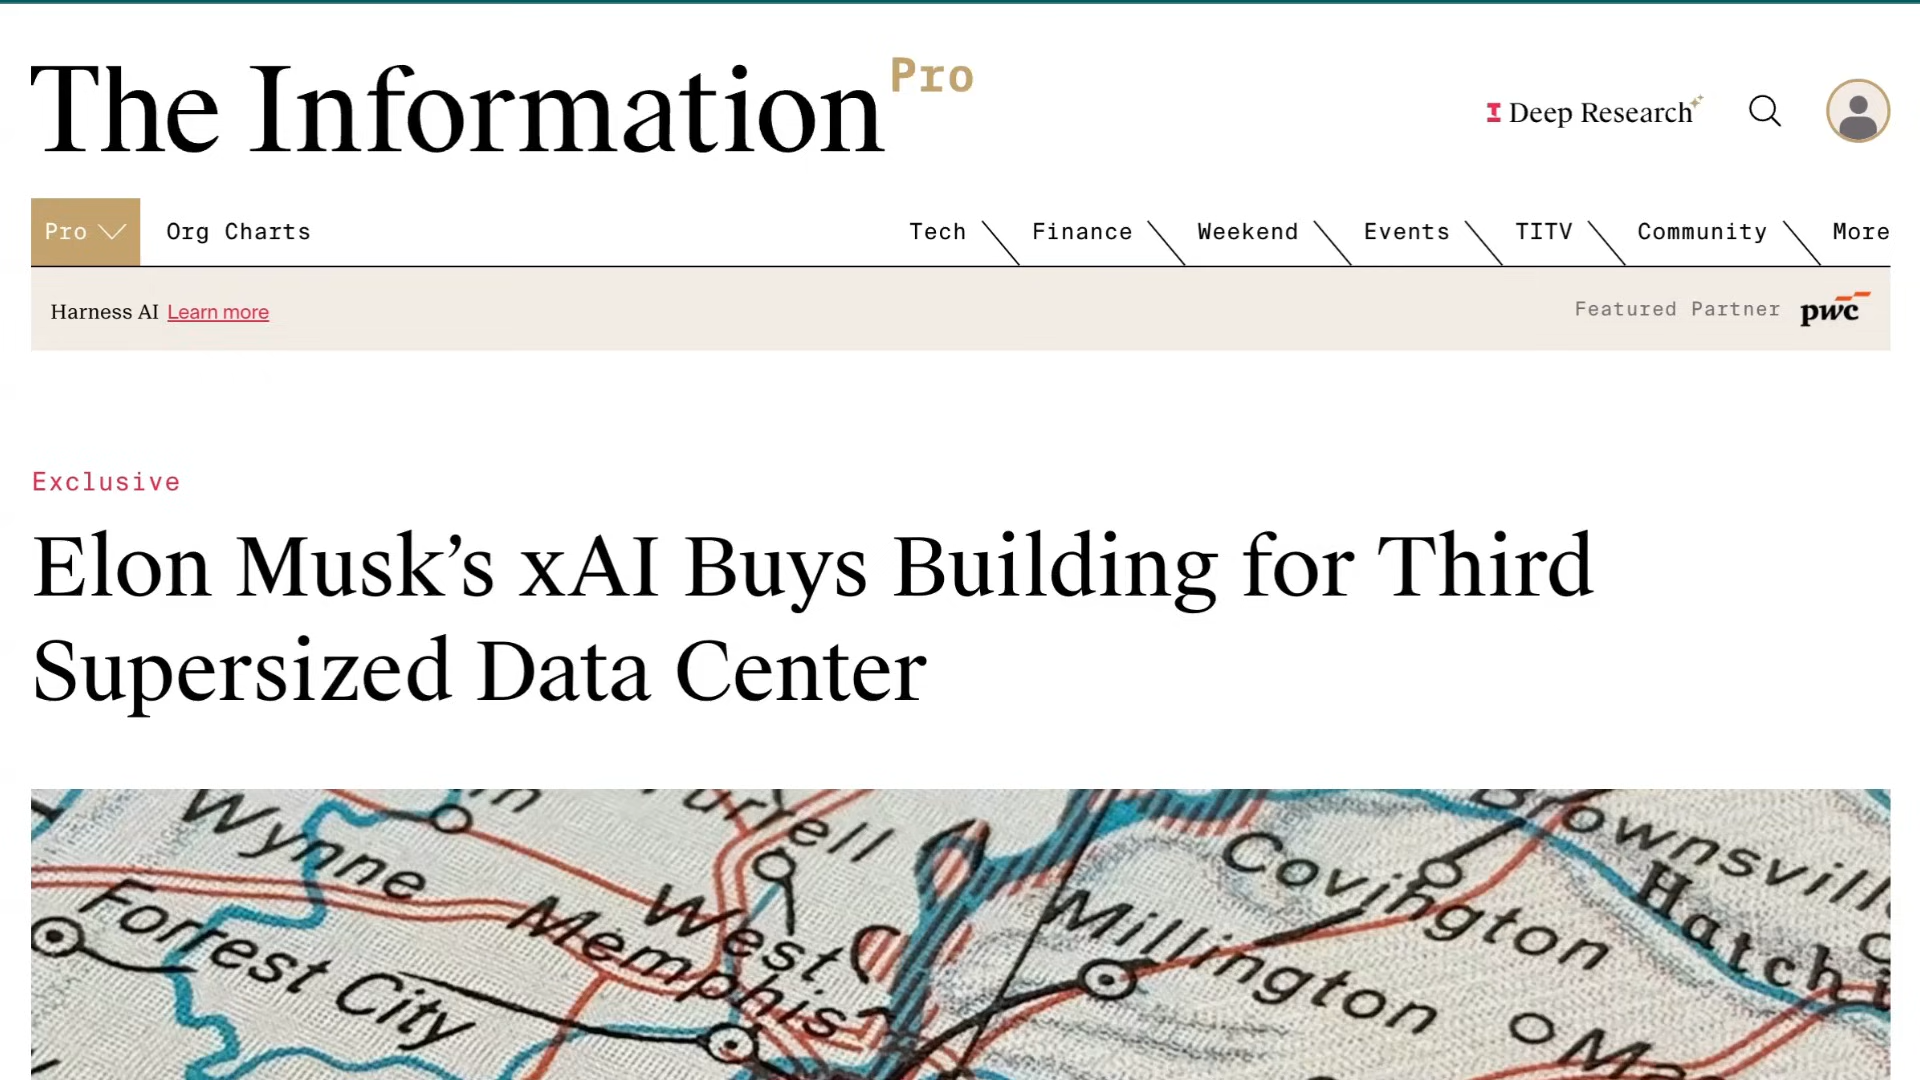 The Information Pro
Deep Research
Pro Org Charts Tech Finance Weekend Events TITV Community More
Harness AI Learn more Featured Partner pwc
Exclusive
Elon Musk’s xAI Buys Building for Third
Supersized Data Center
Wynne
Forrest City
West
Memphis
Millington
Covington